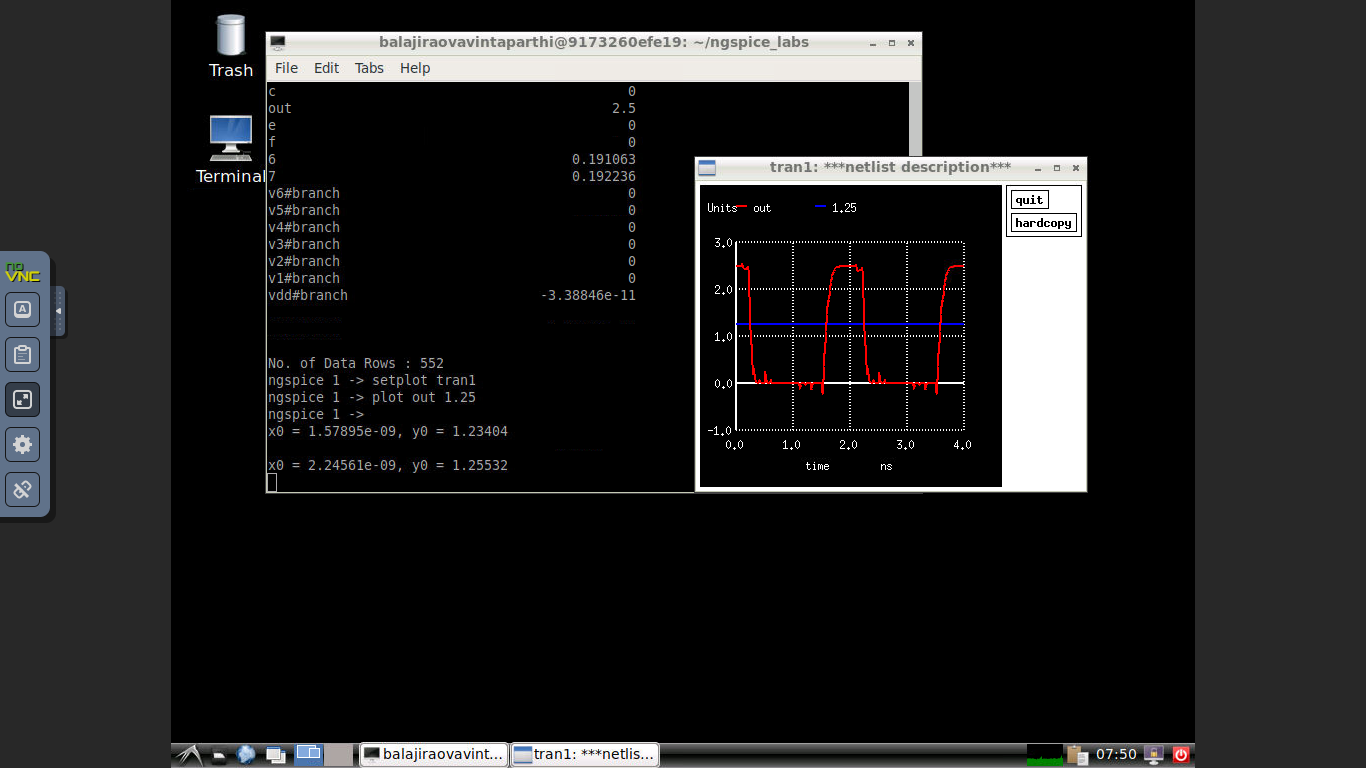 Trash
Terminal
balajiraovavintaparthi@9173260efe19: ~/ngspice_labs
File Edit Tabs Help
c 0
out 2.5
e 0
f 0
6 0.191063
7 0.192236
v6#branch 0
v5#branch 0
v4#branch 0
v3#branch 0
v2#branch 0
v1#branch 0
vdd#branch -3.38846e-11
No. of Data Rows : 552
ngspice 1 -> setplot tran1
ngspice 1 -> plot out 1.25
ngspice 1 ->
x0 = 1.57895e-09, y0 = 1.23404
x0 = 2.24561e-09, y0 = 1.25532
tran1: ***netlist description***
quit
hardcopy
Units out 1.25
3.0
2.0
1.0
0.0
-1.0
0.0 1.0 2.0 3.0 4.0
time ns
no
VNC
A
balajiraovavint...
tran1: ***netlis...
07:50